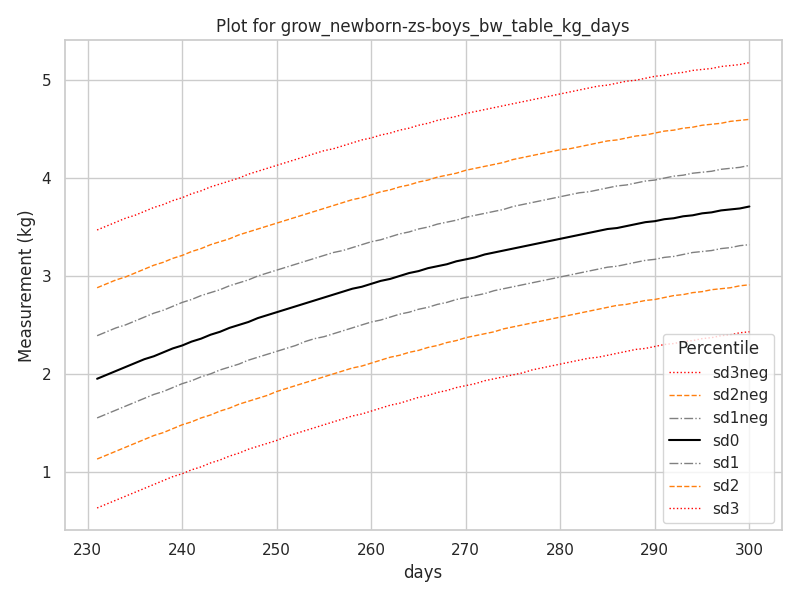 Plot for grow_newborn-zs-boys_bw_table_kg_days
Measurement (kg)
5
4
3
2
1
Percentile
sd3neg
sd2neg
sd1neg
sd0
sd1
sd2
sd3
230 240 250 260 270 280 290 300
days